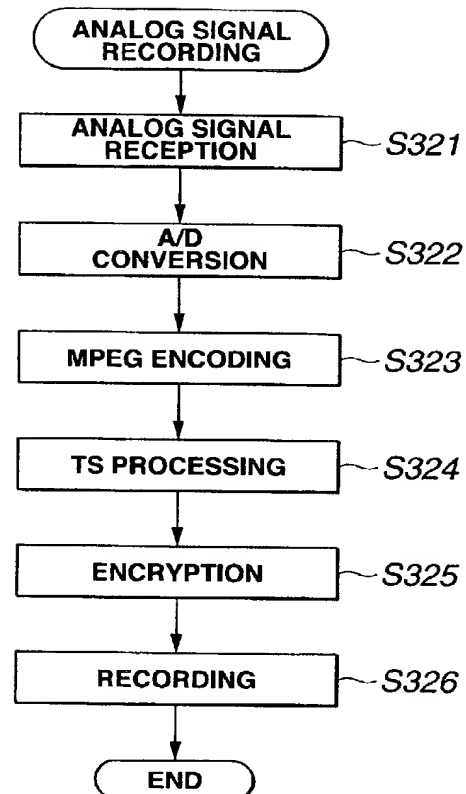 ANALOG SIGNAL
RECORDING
ANALOG SIGNAL
RECEPTION
S321
A/D
CONVERSION
S322
MPEG ENCODING
S323
TS PROCESSING
S324
ENCRYPTION
S325
RECORDING
S326
END